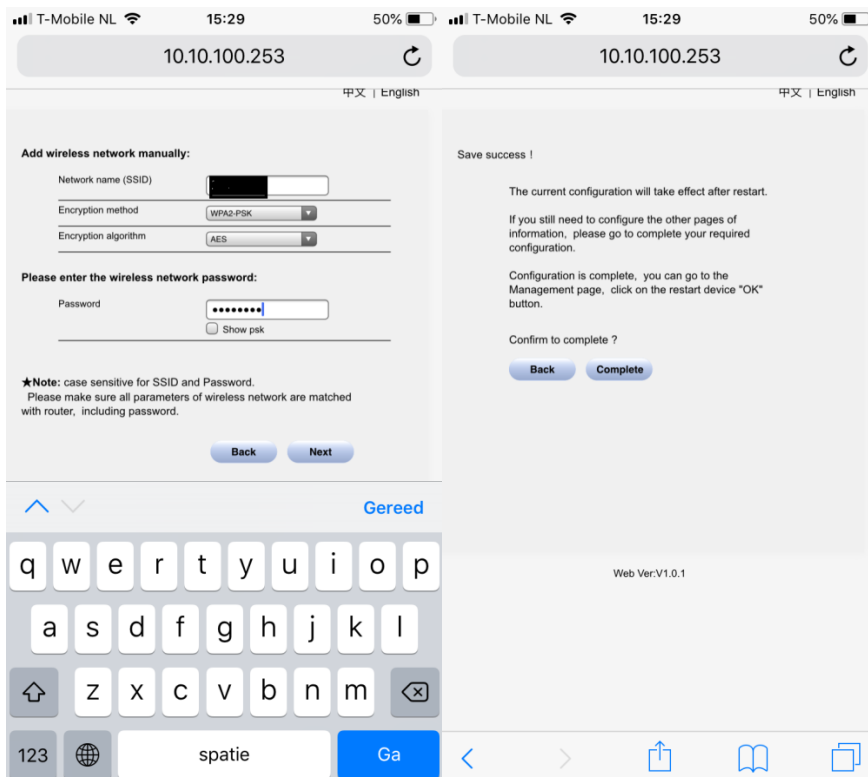 T-Mobile NL 15:29 50%
10.10.100.253
中文 | English
Add wireless network manually:
Network name (SSID)
Encryption method WPA2-PSK
Encryption algorithm AES
Please enter the wireless network password:
Password ••••••••
Show psk
★Note: case sensitive for SSID and Password.
Please make sure all parameters of wireless network are matched
with router, including password.
Back Next
Gereed
q w e r t y u i o p
a s d f g h j k l
z x c v b n m
123 spatie Ga
T-Mobile NL 15:29 50%
10.10.100.253
中文 | English
Save success !
The current configuration will take effect after restart.
If you still need to configure the other pages of
information, please go to complete your required
configuration.
Configuration is complete, you can go to the
Management page, click on the restart device "OK"
button.
Confirm to complete ?
Back Complete
Web Ver:V1.0.1